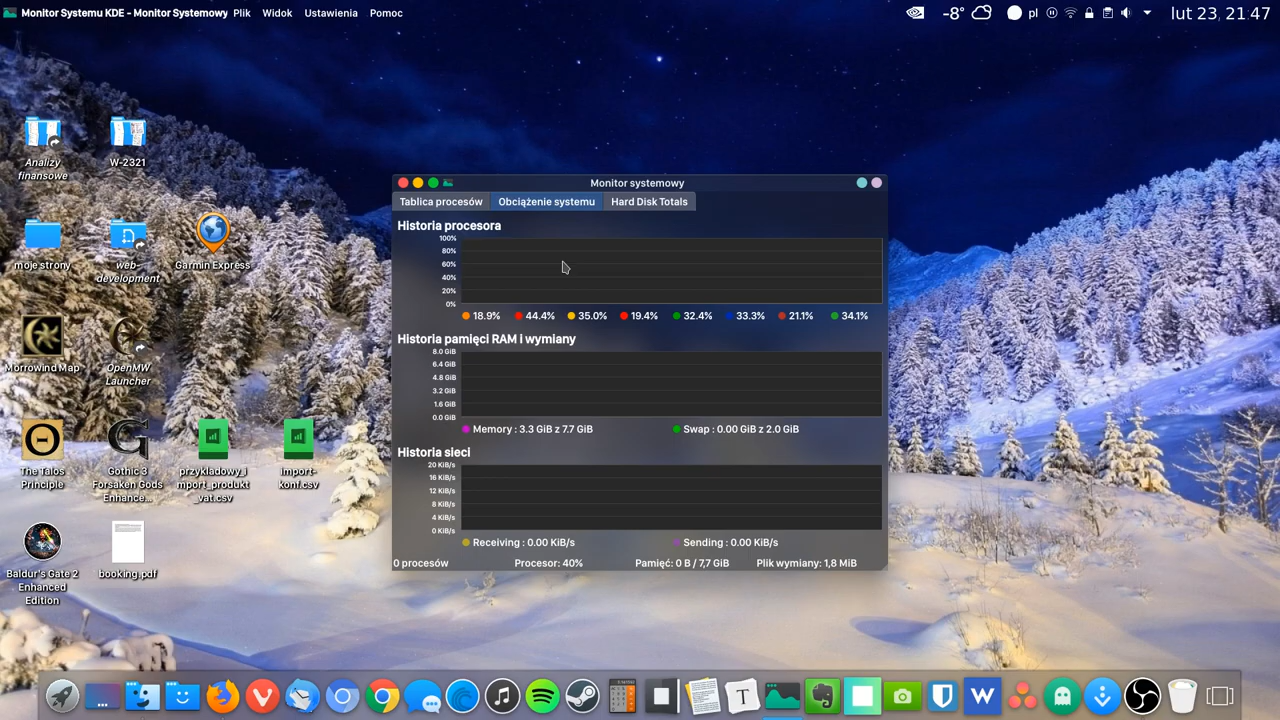 Monitor Systemu KDE - Monitor Systemowy Plik Widok Ustawienia Pomoc
-8° pl lut 23, 21:47
Analizy
finansowe
W-2321
moje strony
web-
development
Garmin Express
Morrowind Map
OpenMW
Launcher
The Talos
Principle
Gothic 3
Forsaken Gods
Enhance...
przykladowy_i
mport_produkt
_vat.csv
import-
konf.csv
Baldur's Gate 2
Enhanced
Edition
booking.pdf
Monitor systemowy
Tablica procesów Obciążenie systemu Hard Disk Totals
Historia procesora
100%
80%
60%
40%
20%
0%
18.9% 44.4% 35.0% 19.4% 32.4% 33.3% 21.1% 34.1%
Historia pamięci RAM i wymiany
8.0 GiB
6.4 GiB
4.8 GiB
3.2 GiB
1.6 GiB
0.0 GiB
Memory : 3.3 GiB z 7.7 GiB Swap : 0.00 GiB z 2.0 GiB
Historia sieci
20 KiB/s
16 KiB/s
12 KiB/s
8 KiB/s
4 KiB/s
0 KiB/s
Receiving : 0.00 KiB/s Sending : 0.00 KiB/s
0 procesów Procesor: 40% Pamięć: 0 B / 7,7 GiB Plik wymiany: 1,8 MiB